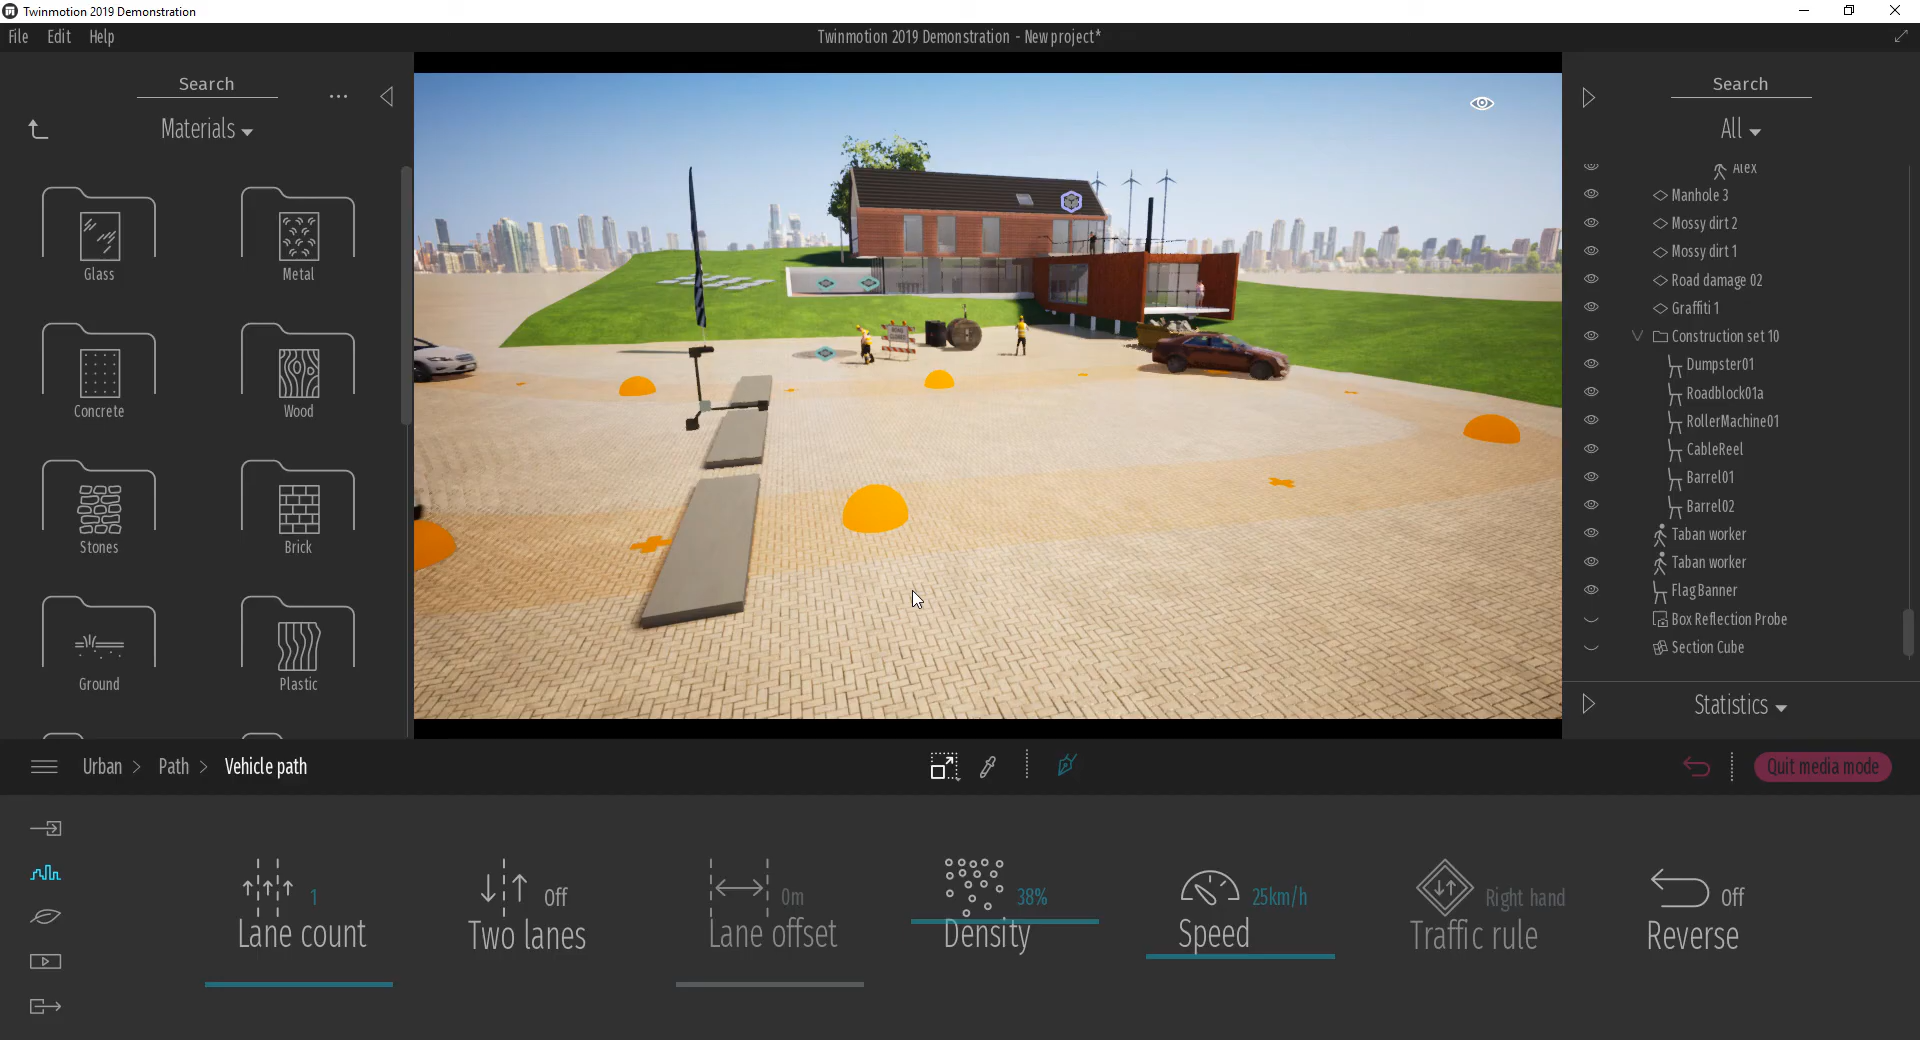 Twinmotion 2019 Demonstration
File Edit Help
Twinmotion 2019 Demonstration - New project*
Search
...
Materials
Glass
Metal
Concrete
Wood
Stones
Brick
Ground
Plastic
ROAD CLOSED
Search
All
Alex
Manhole 3
Mossy dirt 2
Mossy dirt 1
Road damage 02
Graffiti 1
Construction set 10
Dumpster01
Roadblock01a
RollerMachine01
CableReel
Barrel01
Barrel02
Taban worker
Taban worker
Flag Banner
Box Reflection Probe
Section Cube
Statistics
Urban > Path > Vehicle path
Quit media mode
1
Lane count
Off
Two lanes
0m
Lane offset
38%
Density
25km/h
Speed
Right hand
Traffic rule
Off
Reverse